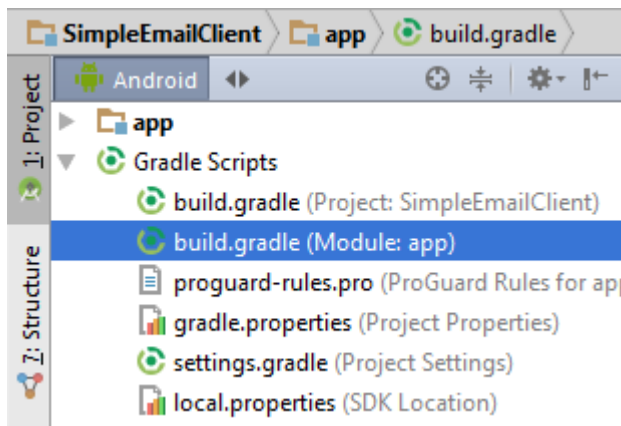 SimpleEmailClient app build.gradle
1: Project
Android
app
Gradle Scripts
build.gradle (Project: SimpleEmailClient)
build.gradle (Module: app)
proguard-rules.pro (ProGuard Rules for app
7: Structure
gradle.properties (Project Properties)
settings.gradle (Project Settings)
local.properties (SDK Location)